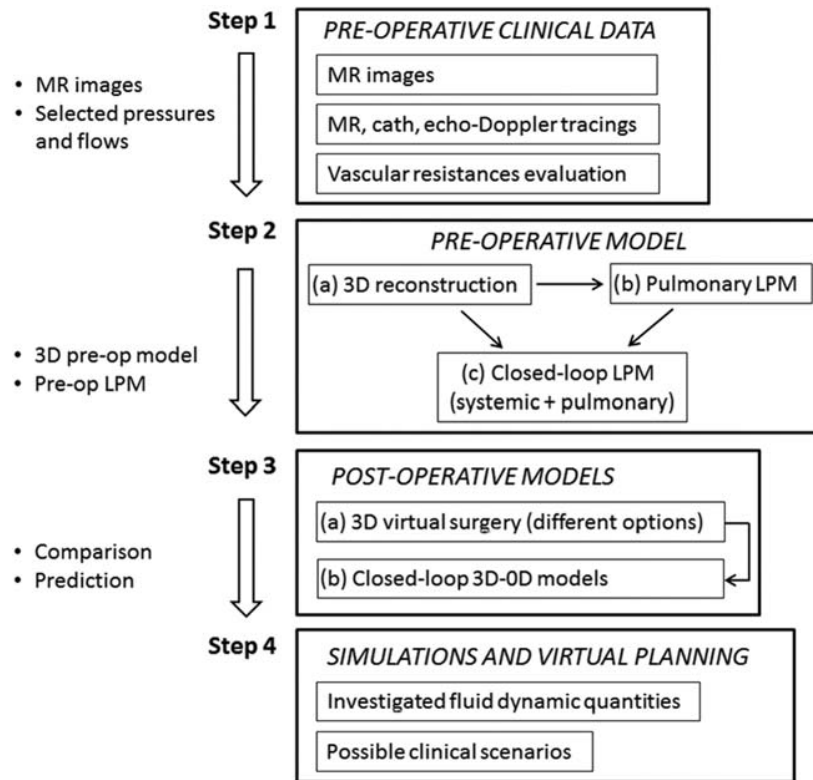 Step 1
PRE-OPERATIVE CLINICAL DATA
MR images
MR, cath, echo-Doppler tracings
Vascular resistances evaluation
• MR images
• Selected pressures
and flows
Step 2
PRE-OPERATIVE MODEL
(a) 3D reconstruction
(b) Pulmonary LPM
(c) Closed-loop LPM
(systemic + pulmonary)
• 3D pre-op model
• Pre-op LPM
Step 3
POST-OPERATIVE MODELS
(a) 3D virtual surgery (different options)
(b) Closed-loop 3D-0D models
• Comparison
• Prediction
Step 4
SIMULATIONS AND VIRTUAL PLANNING
Investigated fluid dynamic quantities
Possible clinical scenarios